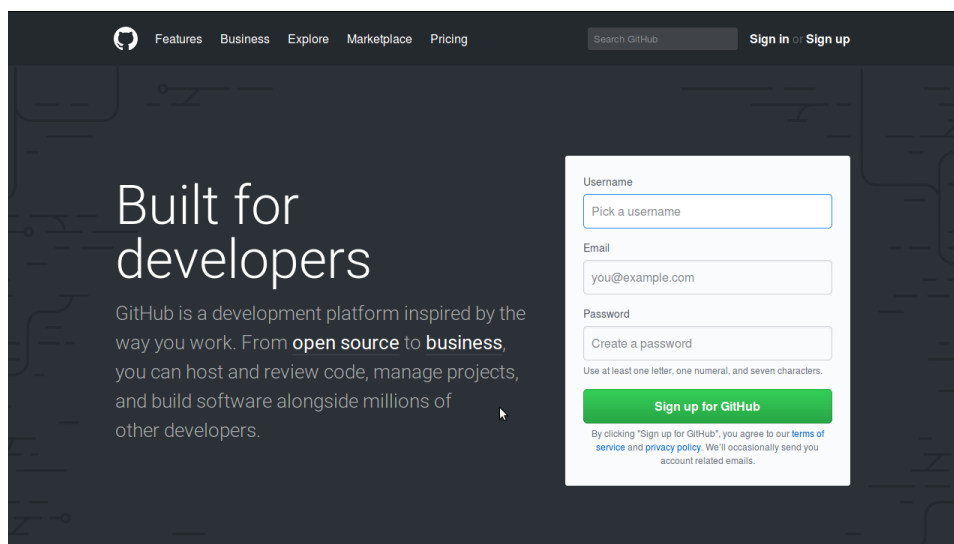 Features Business Explore Marketplace Pricing Search GitHub Sign in or Sign up
Built for
developers
GitHub is a development platform inspired by the
way you work. From open source to business,
you can host and review code, manage projects,
and build software alongside millions of
other developers.
Username
Pick a username
Email
you@example.com
Password
Create a password
Use at least one letter, one numeral, and seven characters.
Sign up for GitHub
By clicking "Sign up for GitHub", you agree to our terms of
service and privacy policy. We'll occasionally send you
account related emails.